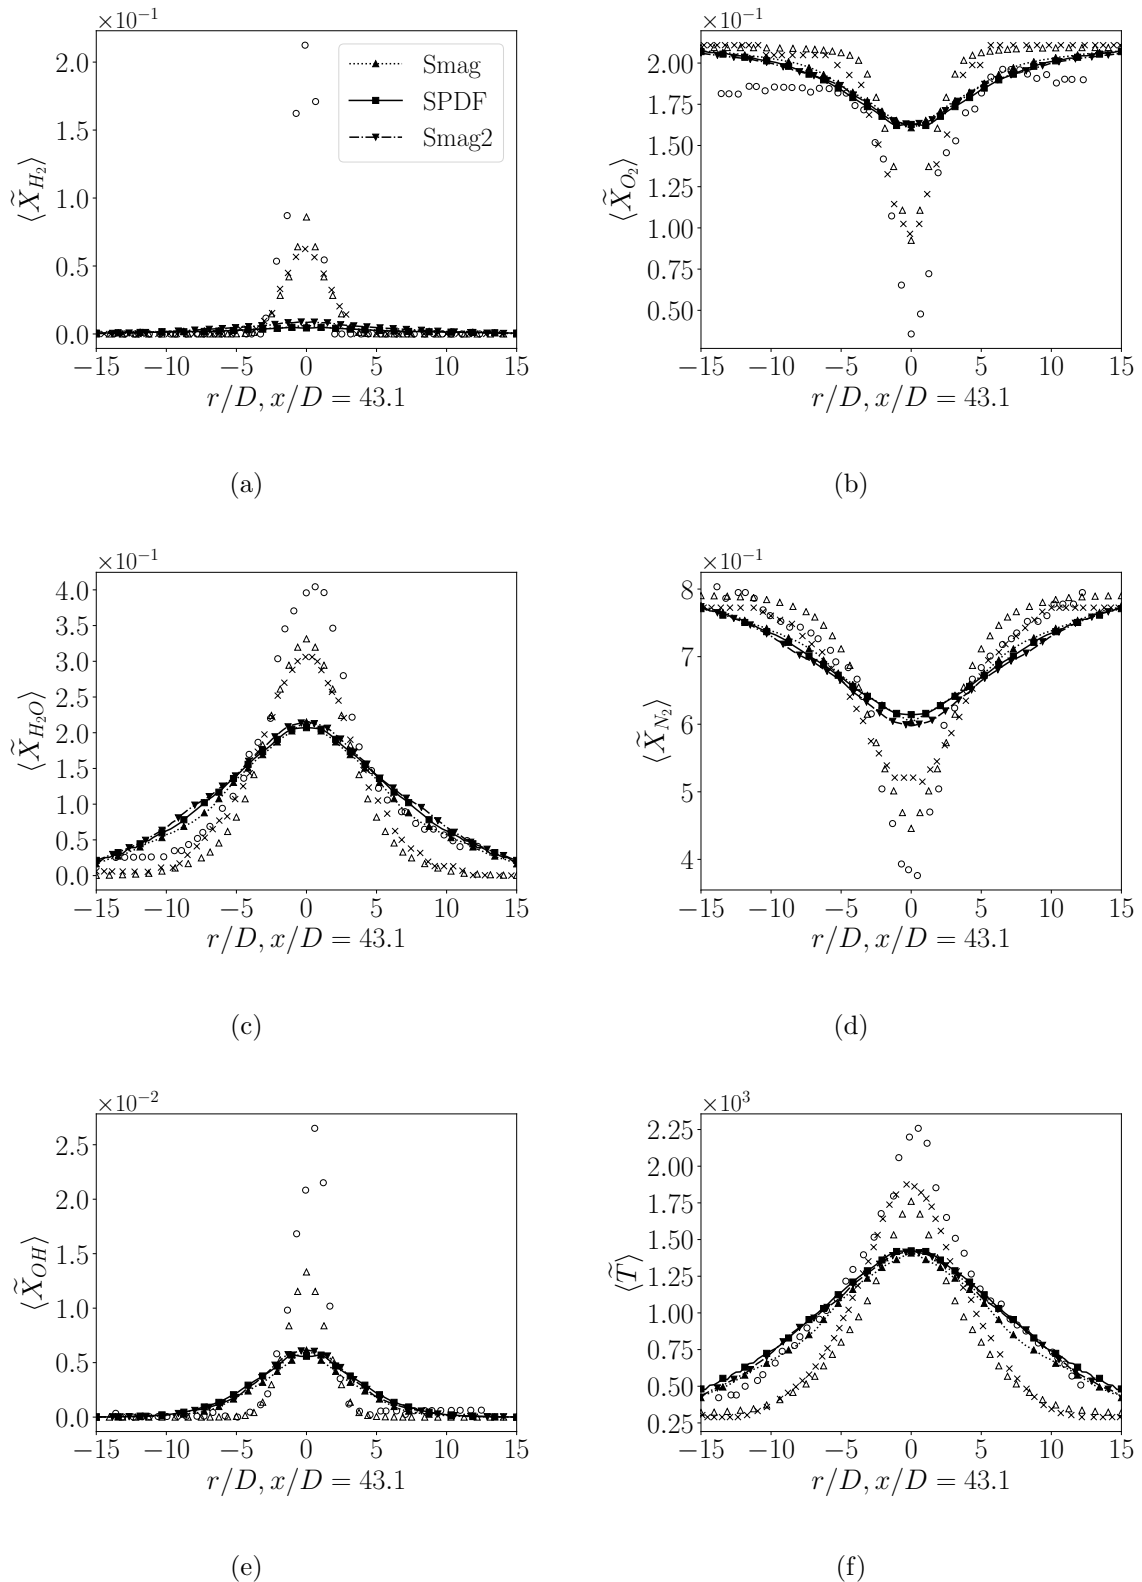 ×10⁻¹
2.0
1.5
1.0
0.5
0.0
⟨X̃_{H₂}⟩
Smag
SPDF
Smag2
−15 −10 −5 0 5 10 15
r/D, x/D = 43.1
(a)
×10⁻¹
2.00
1.75
1.50
1.25
1.00
0.75
0.50
⟨X̃_{O₂}⟩
−15 −10 −5 0 5 10 15
r/D, x/D = 43.1
(b)
×10⁻¹
4.0
3.5
3.0
2.5
2.0
1.5
1.0
0.5
0.0
⟨X̃_{H₂O}⟩
−15 −10 −5 0 5 10 15
r/D, x/D = 43.1
(c)
×10⁻¹
8
7
6
5
4
⟨X̃_{N₂}⟩
−15 −10 −5 0 5 10 15
r/D, x/D = 43.1
(d)
×10⁻²
2.5
2.0
1.5
1.0
0.5
0.0
⟨X̃_{OH}⟩
−15 −10 −5 0 5 10 15
r/D, x/D = 43.1
(e)
×10³
2.25
2.00
1.75
1.50
1.25
1.00
0.75
0.50
0.25
⟨T̃⟩
−15 −10 −5 0 5 10 15
r/D, x/D = 43.1
(f)